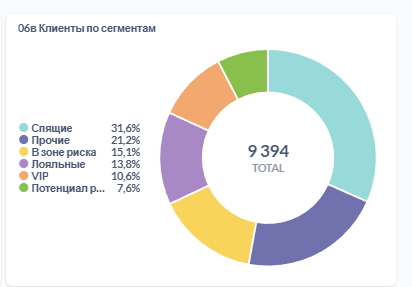 06в Клиенты по сегментам
Спящие 31,6%
Прочие 21,2%
В зоне риска 15,1%
Лояльные 13,8%
VIP 10,6%
Потенциал р... 7,6%
9 394
TOTAL